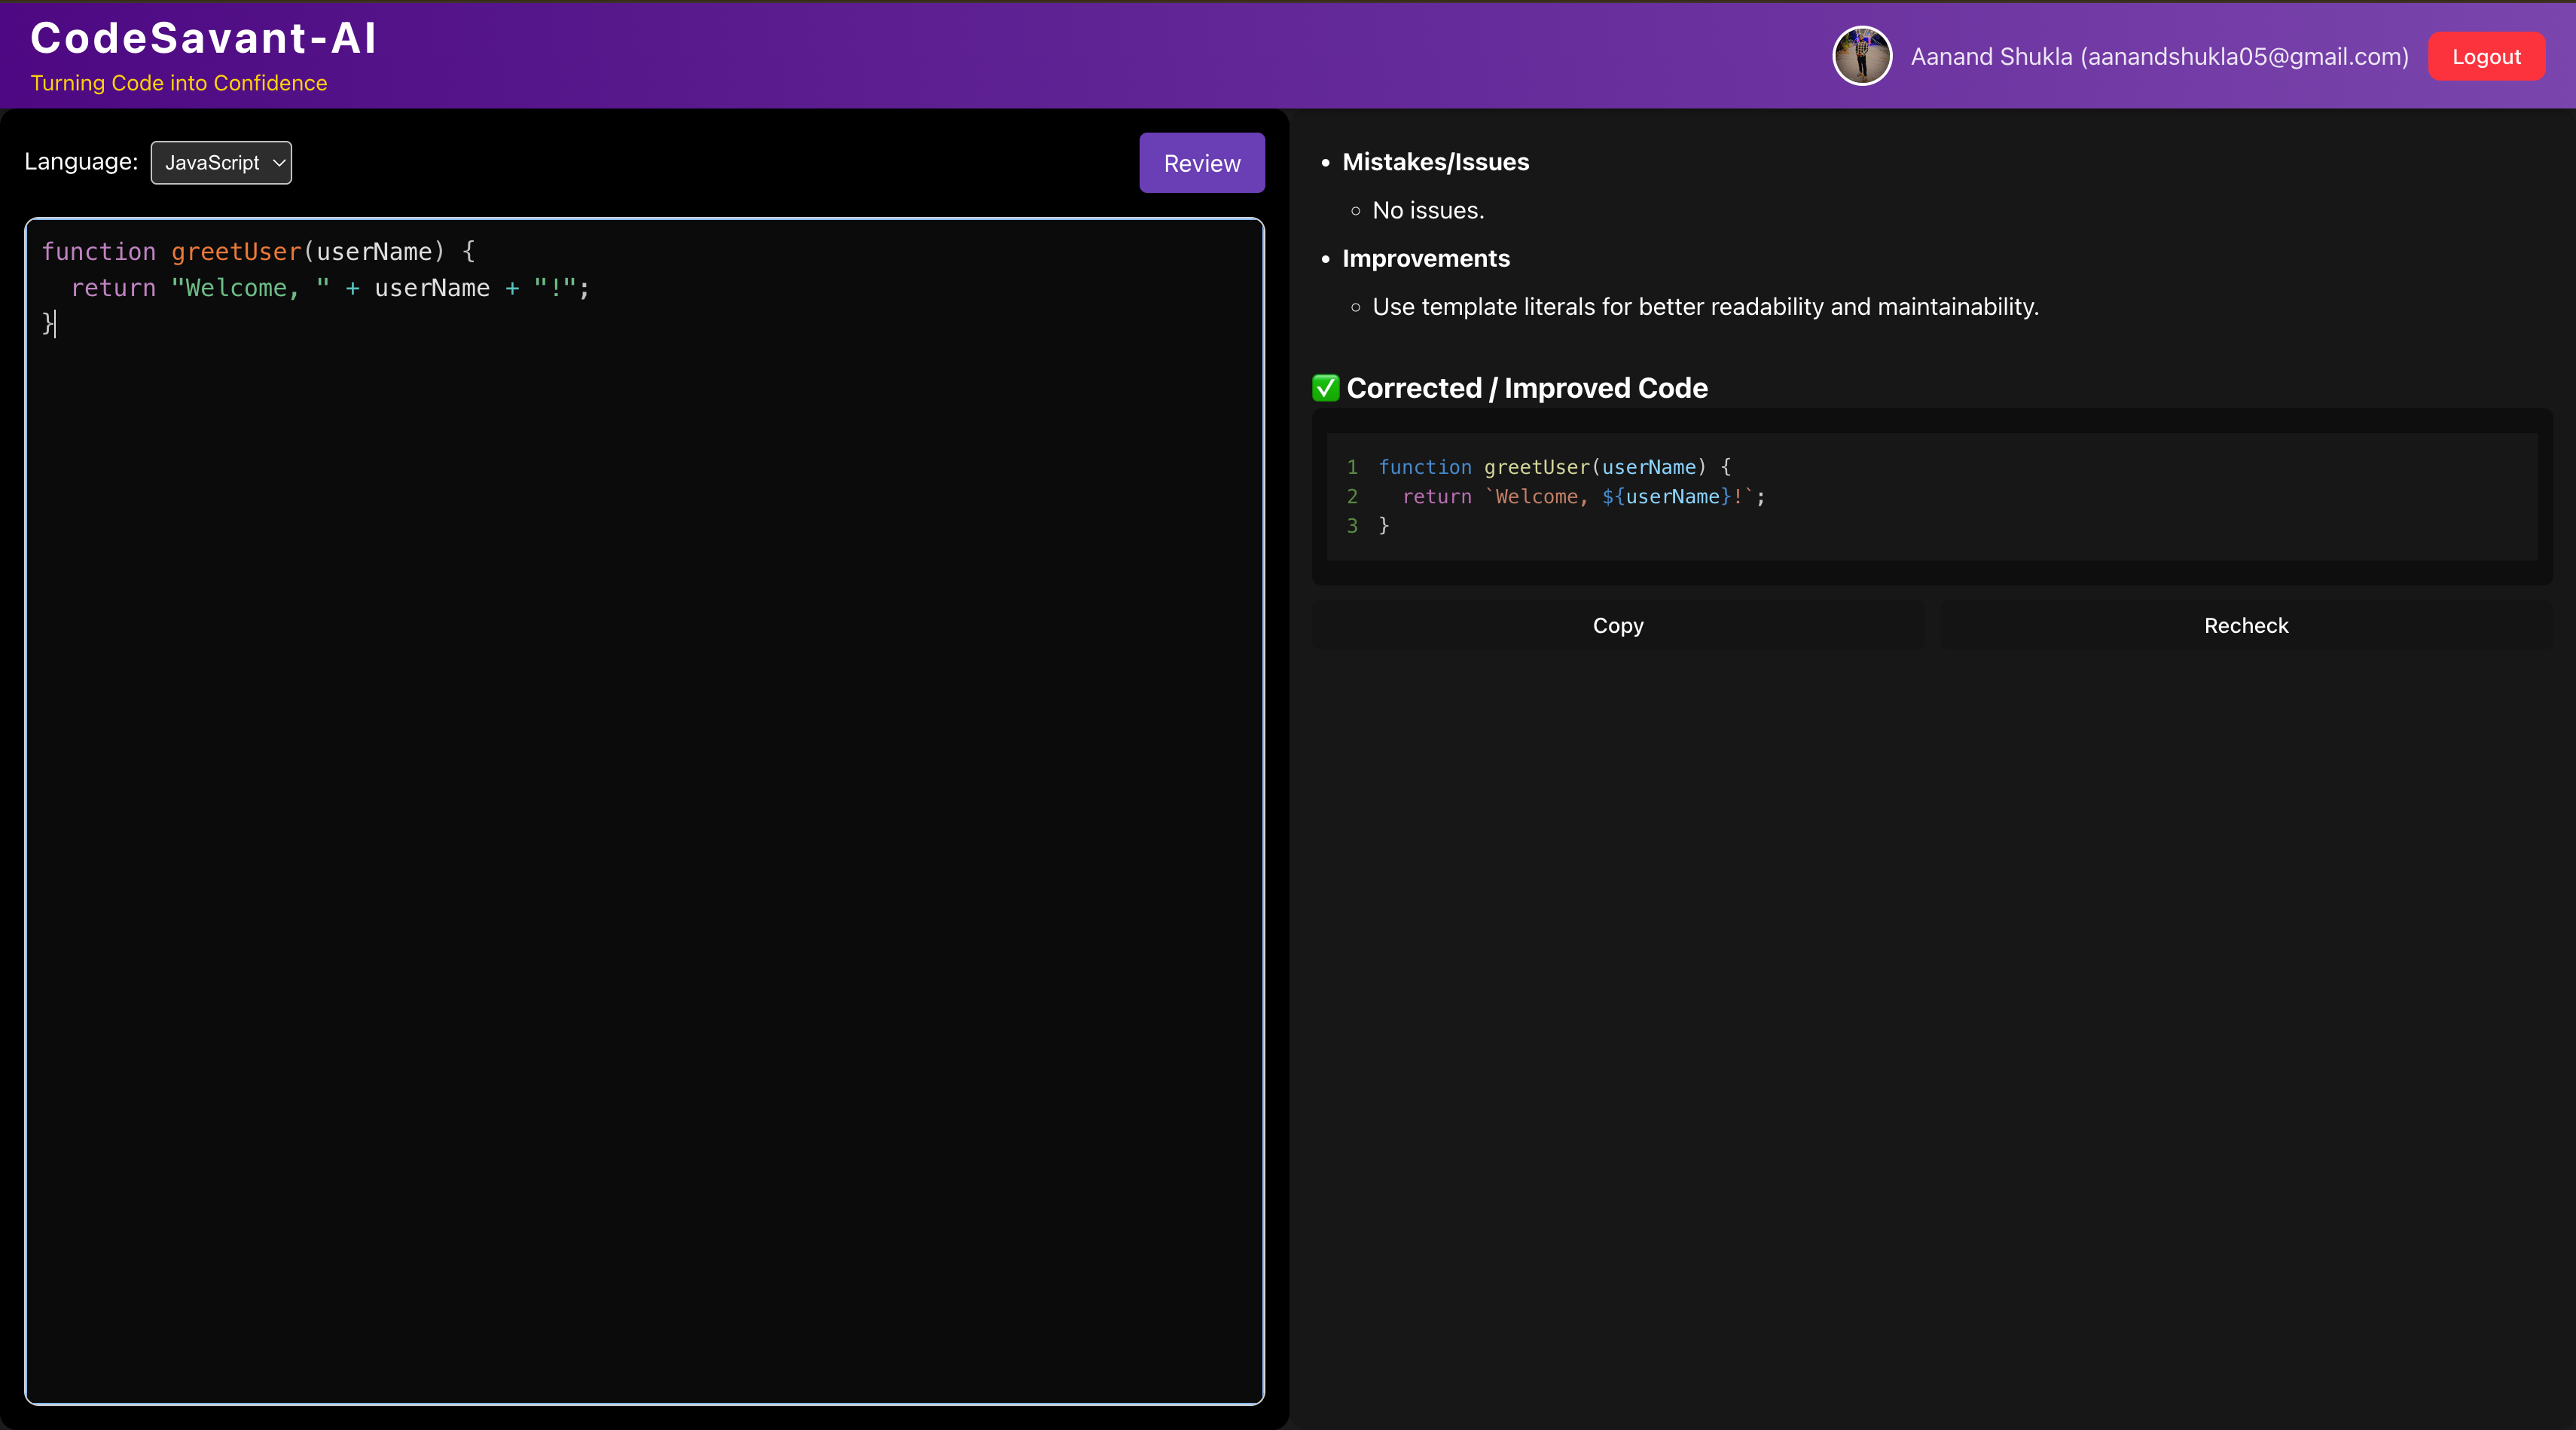 CodeSavant-AI
Turning Code into Confidence
Aanand Shukla (aanandshukla05@gmail.com)
Logout
Language:
JavaScript
Review
function greetUser(userName) {
  return "Welcome, " + userName + "!";
}
• Mistakes/Issues
◦ No issues.
• Improvements
◦ Use template literals for better readability and maintainability.
✅ Corrected / Improved Code
1 function greetUser(userName) {
2   return `Welcome, ${userName}!`;
3 }
Copy
Recheck